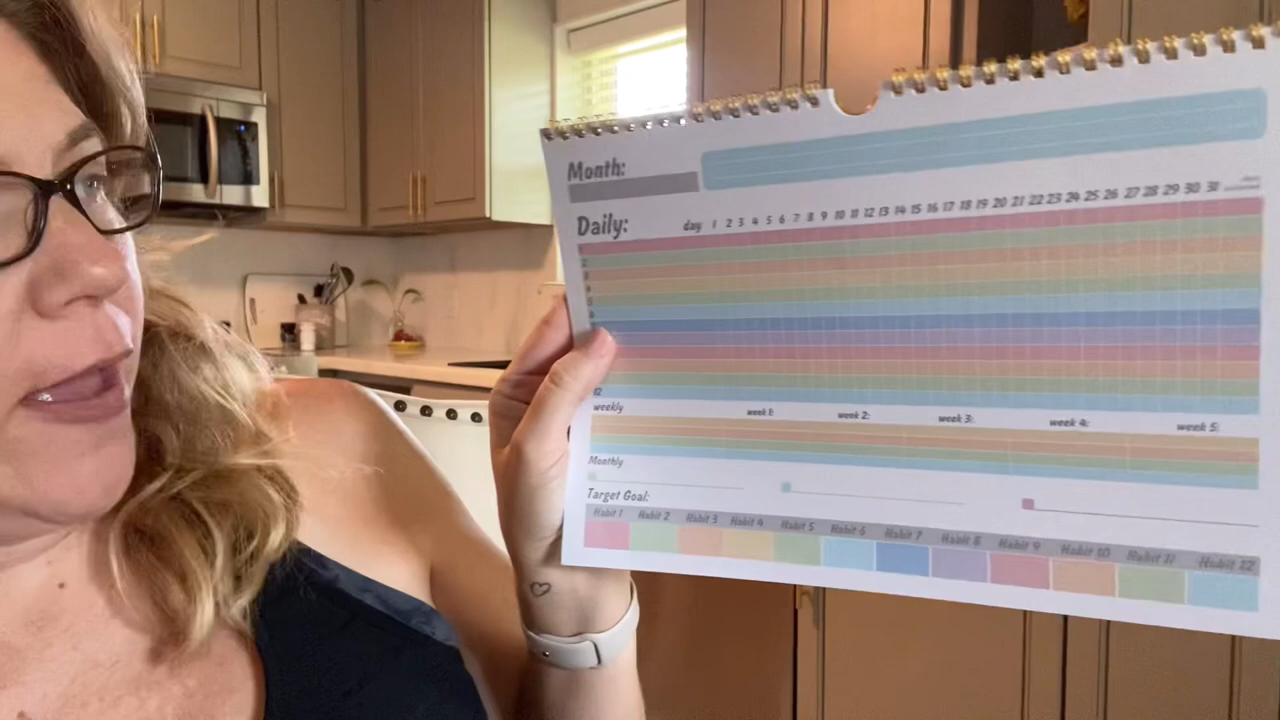 Month:
Daily: day 1 2 3 4 5 6 7 8 9 10 11 12 13 14 15 16 17 18 19 20 21 22 23 24 25 26 27 28 29 30 31
12
weekly week 1: week 2: week 3: week 4: week 5:
Monthly
Target Goal:
Habit 1 Habit 2 Habit 3 Habit 4 Habit 5 Habit 6 Habit 7 Habit 8 Habit 9 Habit 10 Habit 11 Habit 12